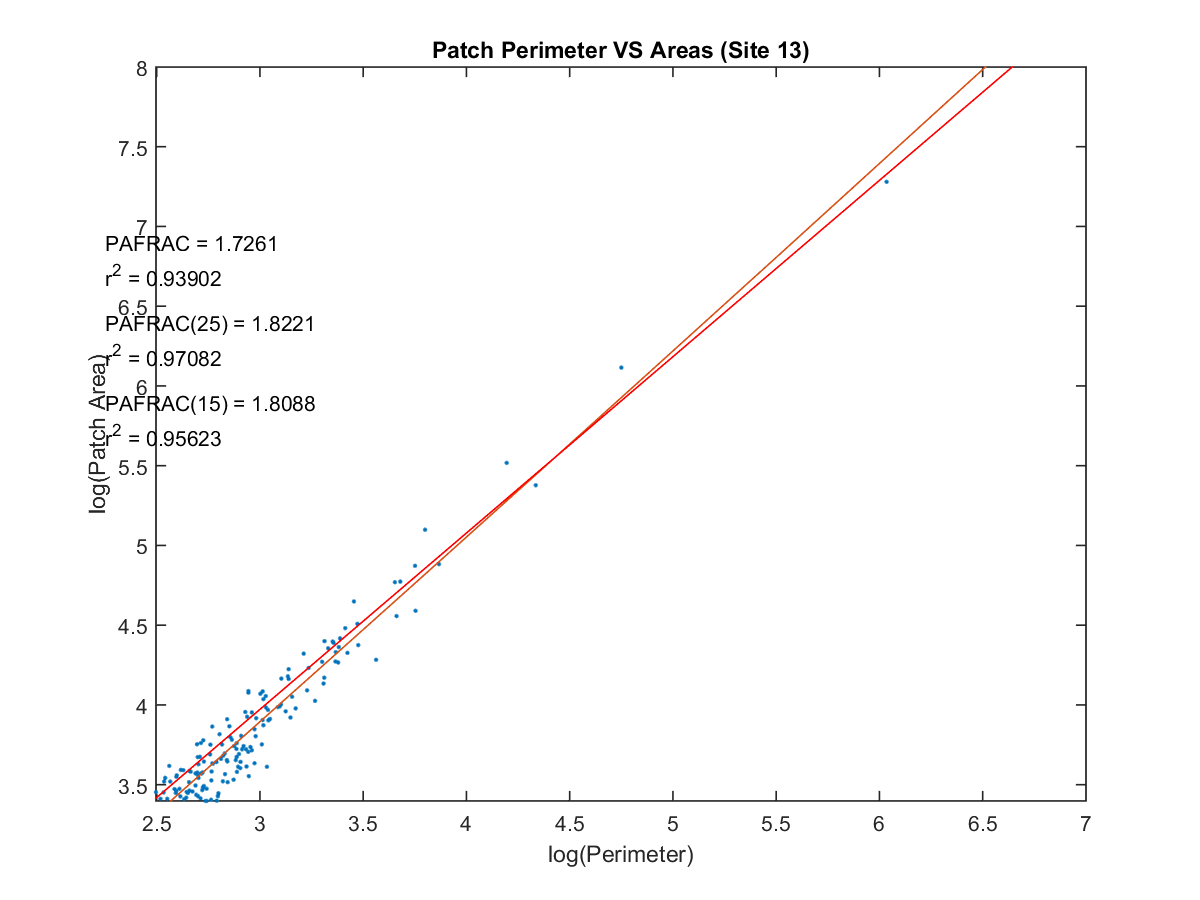 Patch Perimeter VS Areas (Site 13)
8
7.5
7
PAFRAC = 1.7261
r² = 0.93902
6.5
PAFRAC(25) = 1.8221
r² = 0.97082
6
PAFRAC(15) = 1.8088
r² = 0.95623
log(Patch Area)
5.5
5
4.5
4
3.5
2.5 3 3.5 4 4.5 5 5.5 6 6.5 7
log(Perimeter)